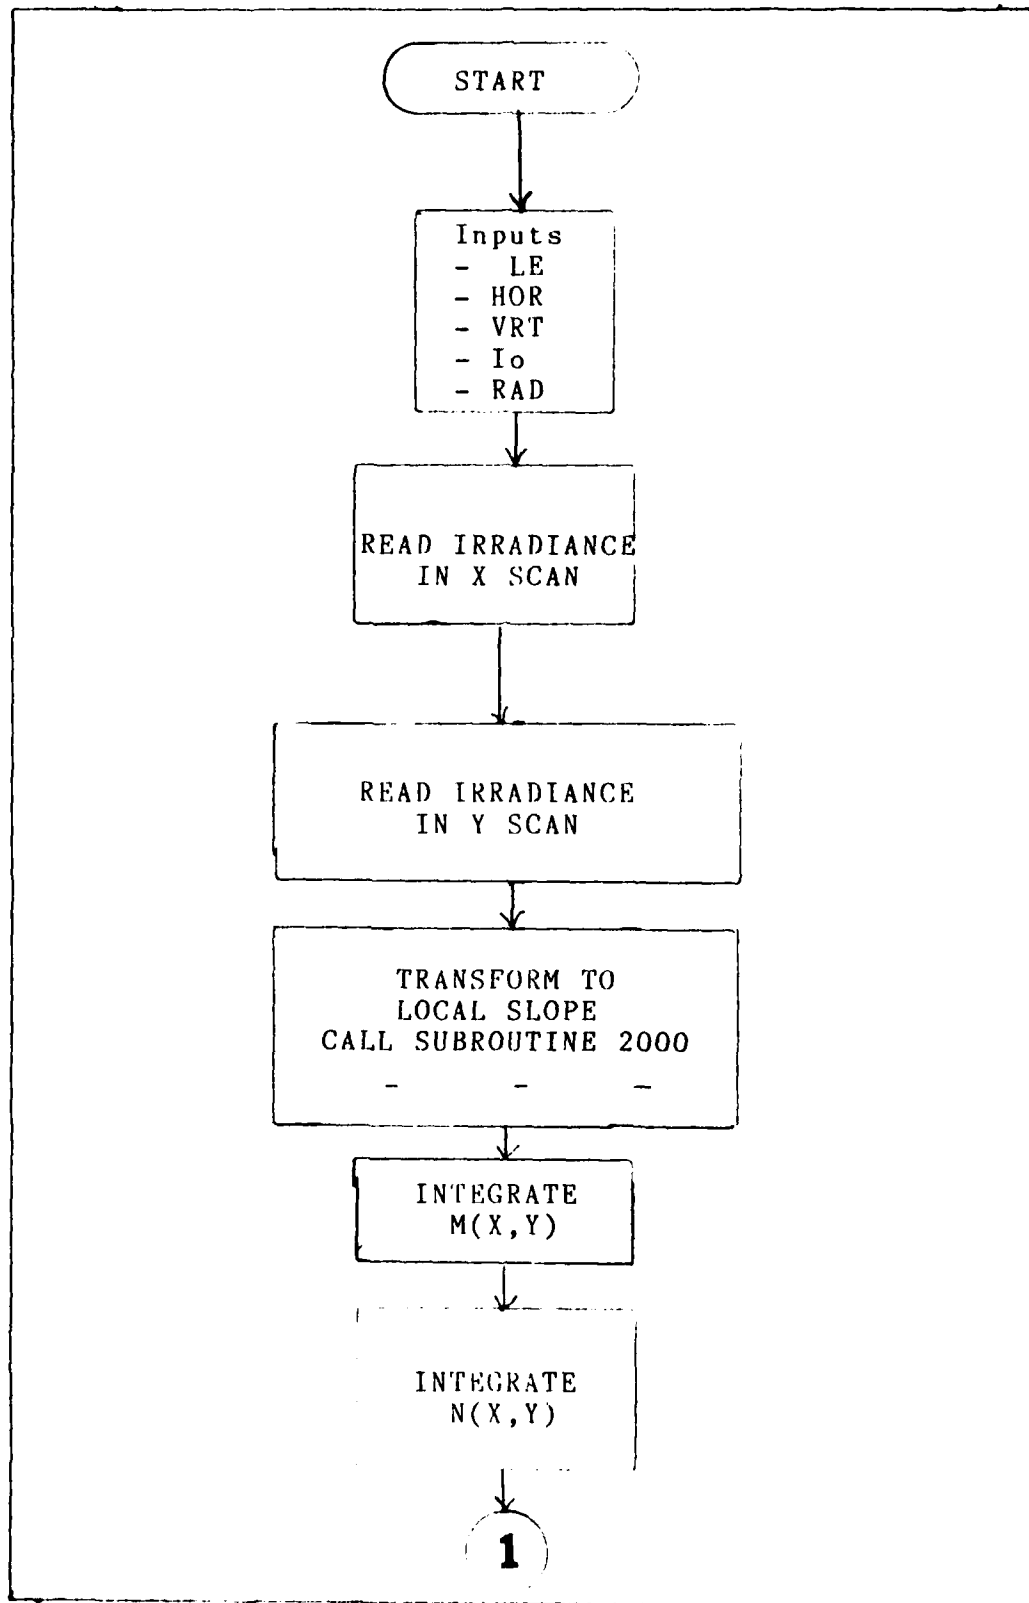 START
Inputs
- LE
- HOR
- VRT
- Io
- RAD
READ IRRADIANCE
IN X SCAN
READ IRRADIANCE
IN Y SCAN
TRANSFORM TO
LOCAL SLOPE
CALL SUBROUTINE 2000
- - -
INTEGRATE
M(X,Y)
INTEGRATE
N(X,Y)
1